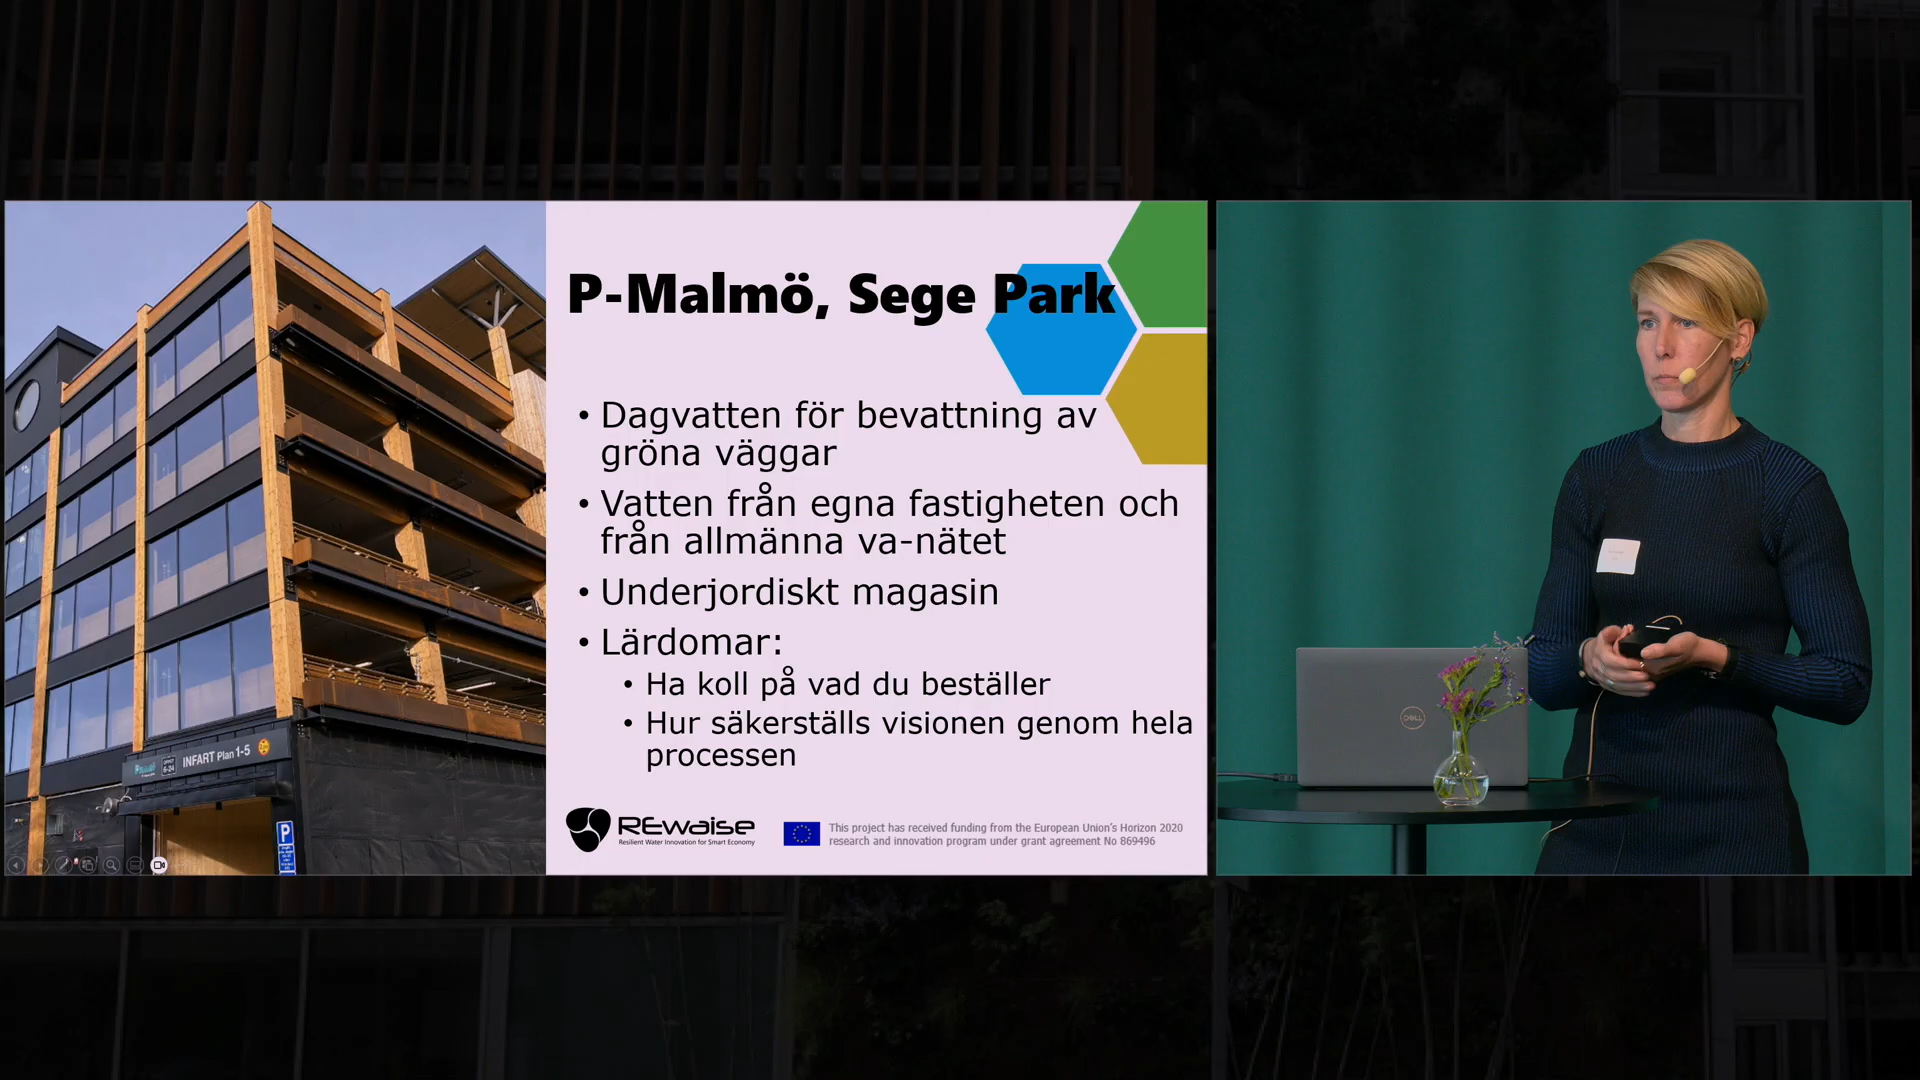 P-Malmö, Sege Park
• Dagvatten för bevattning av
gröna väggar
• Vatten från egna fastigheten och
från allmänna va-nätet
• Underjordiskt magasin
• Lärdomar:
• Ha koll på vad du beställer
• Hur säkerställs visionen genom hela
processen
REWaise
Resilient Water Innovation for Smart Economy
This project has received funding from the European Union's Horizon 2020
research and innovation program under grant agreement No 869496
INFART Plan 1-5
P
DELL